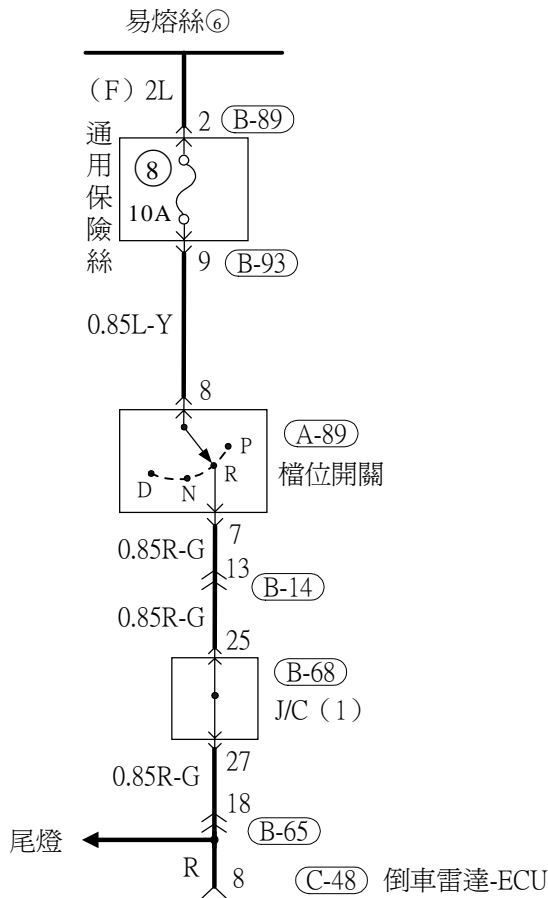 易熔絲⑥
（F）2L
2 B-89
通用保險絲
8
10A
9 B-93
0.85L-Y
8
A-89
檔位開關
P
R
N
D
7
0.85R-G
13
B-14
0.85R-G
25
B-68
J/C（1）
27
0.85R-G
18
B-65
尾燈
R 8 C-48 倒車雷達-ECU